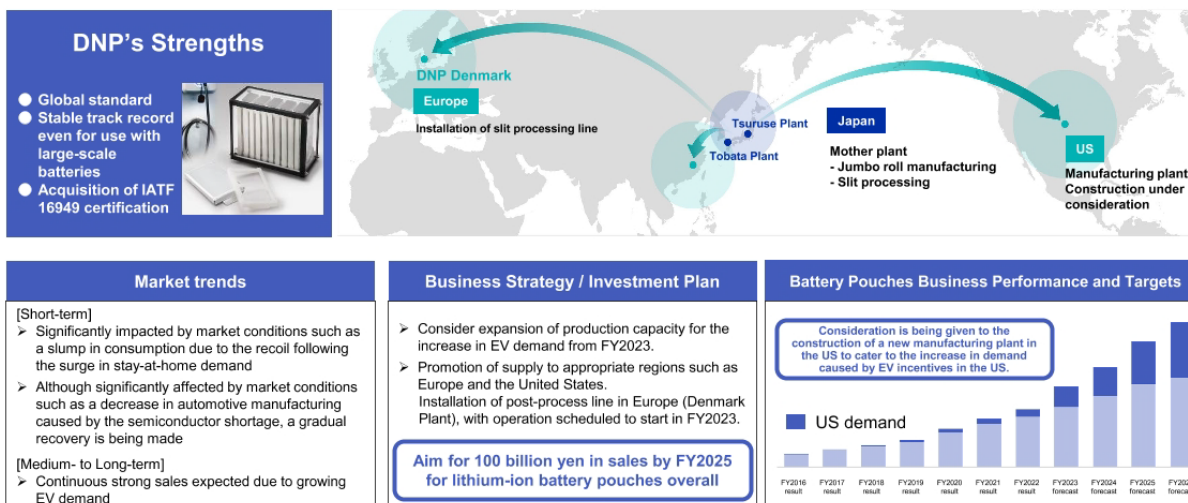 DNP's Strengths
● Global standard
● Stable track record
even for use with
large-scale
batteries
● Acquisition of IATF
16949 certification
DNP Denmark
Europe
Installation of slit processing line
Tsuruse Plant
Tobata Plant
Japan
Mother plant
- Jumbo roll manufacturing
- Slit processing
US
Manufacturing plant
Construction under
consideration
Market trends
[Short-term]
➢ Significantly impacted by market conditions such as
a slump in consumption due to the recoil following
the surge in stay-at-home demand
➢ Although significantly affected by market conditions
such as a decrease in automotive manufacturing
caused by the semiconductor shortage, a gradual
recovery is being made
[Medium- to Long-term]
➢ Continuous strong sales expected due to growing
EV demand
Business Strategy / Investment Plan
➢ Consider expansion of production capacity for the
increase in EV demand from FY2023.
➢ Promotion of supply to appropriate regions such as
Europe and the United States.
Installation of post-process line in Europe (Denmark
Plant), with operation scheduled to start in FY2023.
Aim for 100 billion yen in sales by FY2025
for lithium-ion battery pouches overall
Battery Pouches Business Performance and Targets
Consideration is being given to the
construction of a new manufacturing plant in
the US to cater to the increase in demand
caused by EV incentives in the US.
US demand
FY2016 FY2017 FY2018 FY2019 FY2020 FY2021 FY2022 FY2023 FY2024 FY2025
result result result result result result result forecast forecast forecast